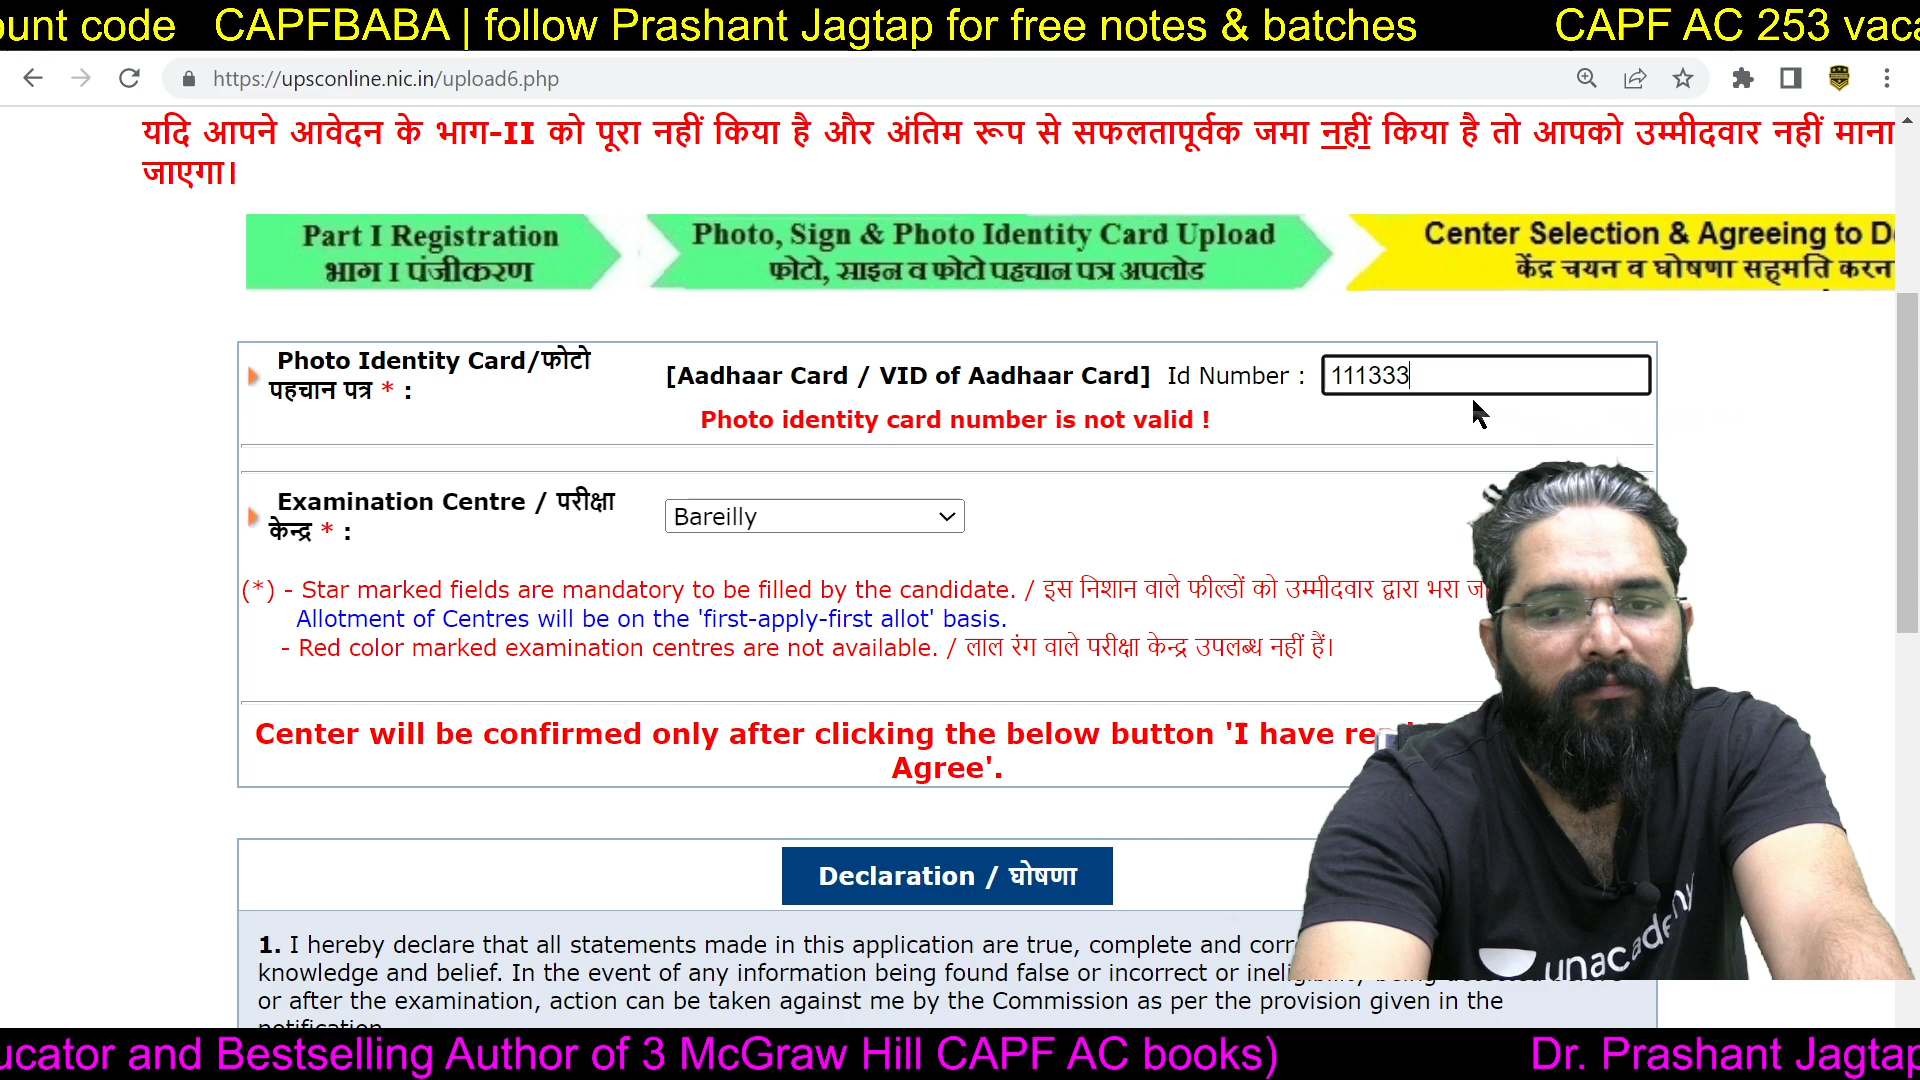 ount code CAPFBABA | follow Prashant Jagtap for free notes & batches CAPF AC 253
https://upsconline.nic.in/upload6.php
यदि आपने आवेदन के भाग-II को पूरा नहीं किया है और अंतिम रूप से सफलतापूर्वक जमा नहीं किया है तो आपको उम्मीदवार नहीं माना
जाएगा।
Part I Registration
भाग I पंजीकरण
Photo, Sign & Photo Identity Card Upload
फोटो, साइन व फोटो पहचान पत्र अपलोड
Center Selection & Agreeing to
केंद्र चयन व घोषणा सहमति
Photo Identity Card/फोटो
पहचान पत्र * :
[Aadhaar Card / VID of Aadhaar Card] Id Number : 111333
Photo identity card number is not valid !
Examination Centre / परीक्षा
केन्द्र * :
Bareilly
(*) - Star marked fields are mandatory to be filled by the candidate. / इस निशान वाले फील्डों को उम्मीदवार द्वारा भरा
Allotment of Centres will be on the 'first-apply-first allot' basis.
- Red color marked examination centres are not available. / लाल रंग वाले परीक्षा केन्द्र उपलब्ध नहीं हैं।
Center will be confirmed only after clicking the below button 'I have
Agree'.
Declaration / घोषणा
1. I hereby declare that all statements made in this application are true, complete and
knowledge and belief. In the event of any information being found false or incorrect or
or after the examination, action can be taken against me by the Commission as per the provision given in the
notification
unacademy
ucator and Bestselling Author of 3 McGraw Hill CAPF AC books) Dr. Prashant Jagtap